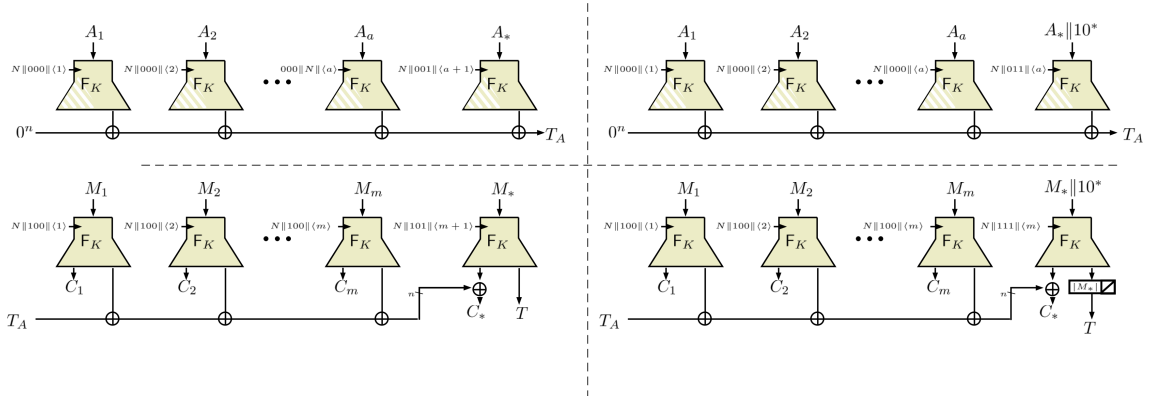 A_1 A_2 A_a A_*
N‖000‖⟨1⟩ F_K N‖000‖⟨2⟩ F_K ••• 000‖N‖⟨a⟩ F_K N‖001‖⟨a + 1⟩ F_K
0^n T_A
A_1 A_2 A_a A_*‖10*
N‖000‖⟨1⟩ F_K N‖000‖⟨2⟩ F_K ••• N‖000‖⟨a⟩ F_K N‖011‖⟨a⟩ F_K
0^n T_A
M_1 M_2 M_m M_*
N‖100‖⟨1⟩ F_K N‖100‖⟨2⟩ F_K ••• N‖100‖⟨m⟩ F_K N‖101‖⟨m + 1⟩ F_K
C_1 C_2 C_m n C_* T
T_A
M_1 M_2 M_m M_*‖10*
N‖100‖⟨1⟩ F_K N‖100‖⟨2⟩ F_K ••• N‖100‖⟨m⟩ F_K N‖111‖⟨m⟩ F_K
C_1 C_2 C_m n C_* |M_*| T
T_A